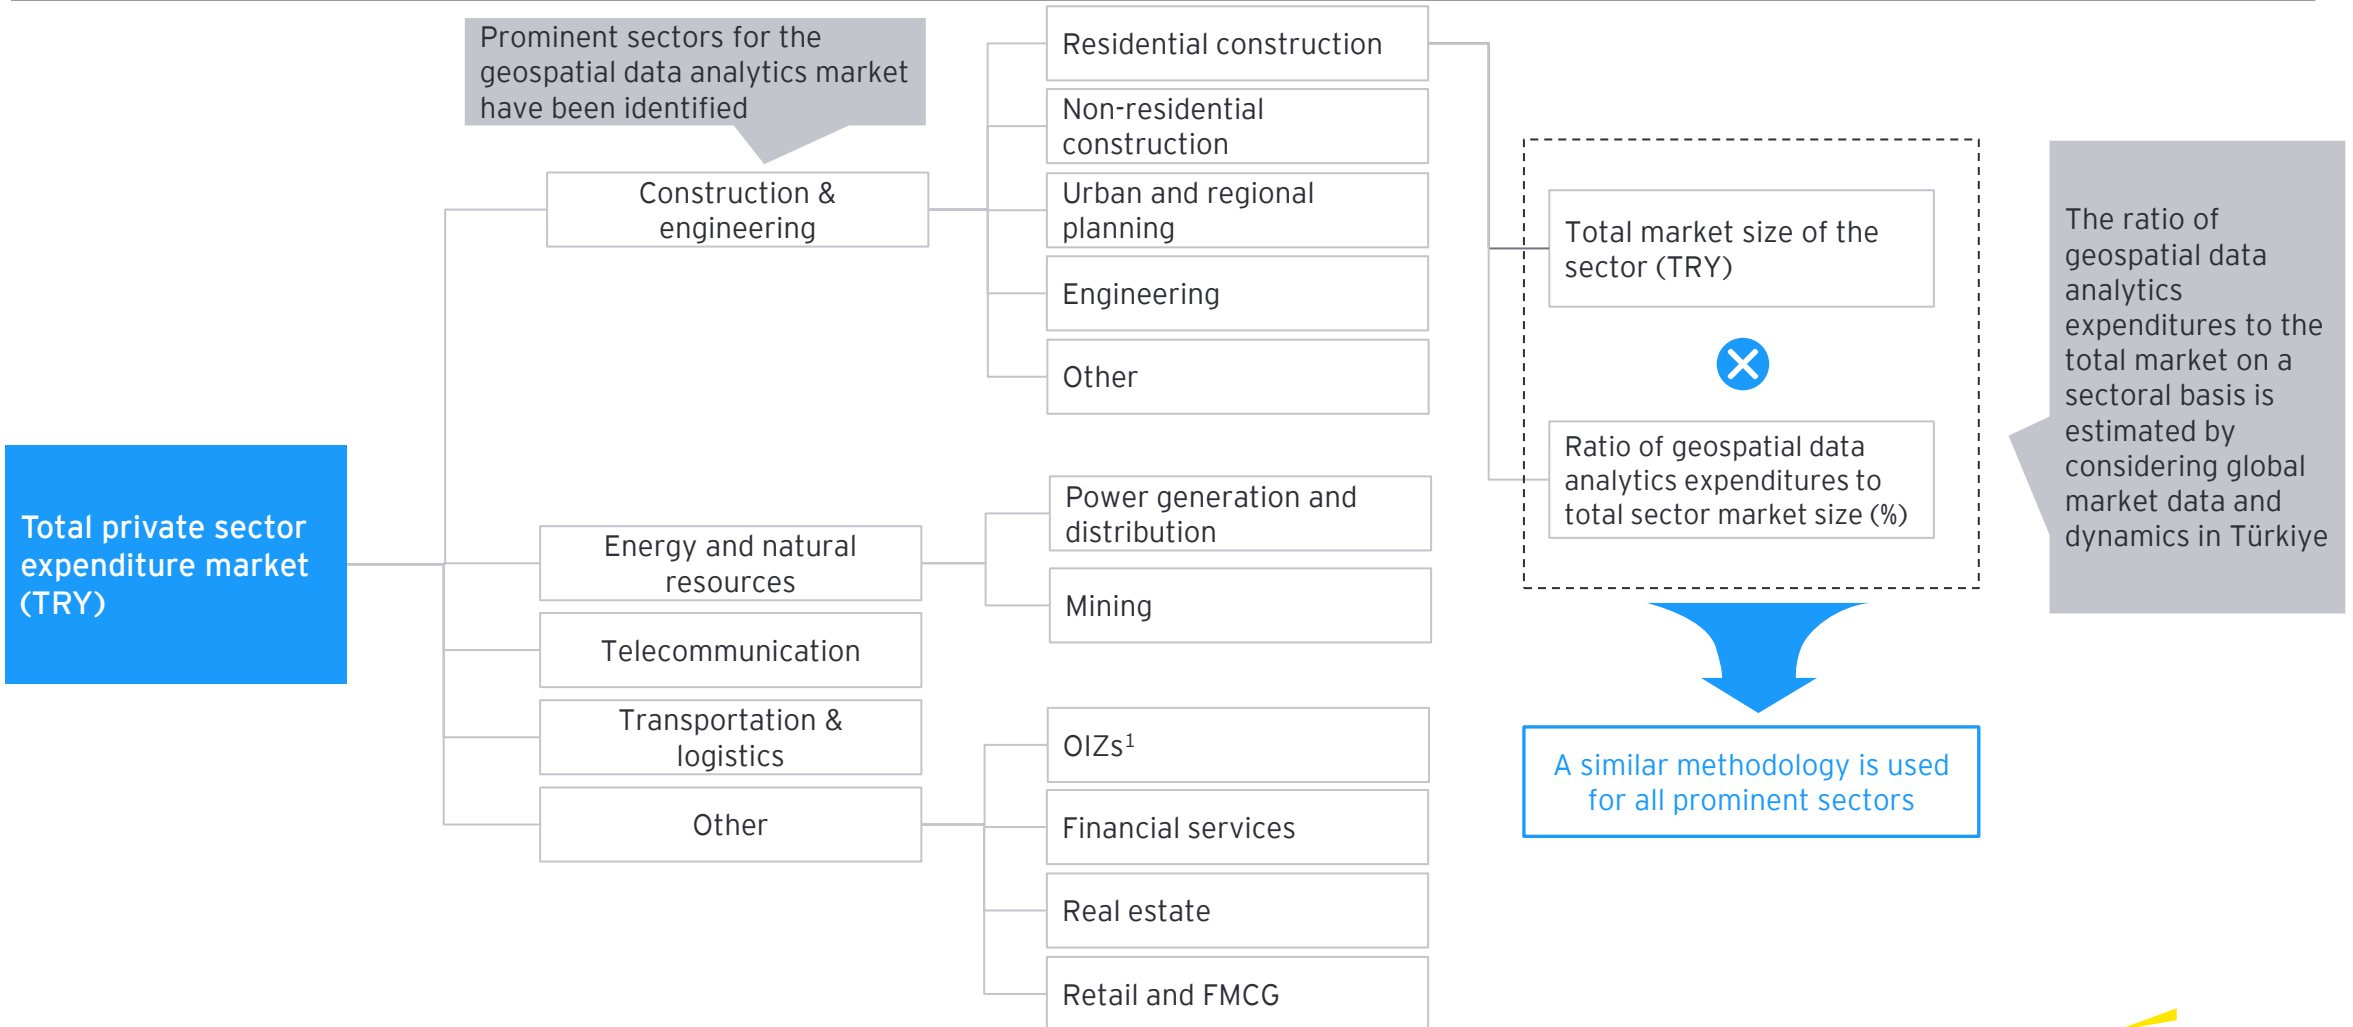 Prominent sectors for the
geospatial data analytics market
have been identified
Total private sector
expenditure market
(TRY)
Construction &
engineering
Energy and natural
resources
Telecommunication
Transportation &
logistics
Other
Residential construction
Non-residential
construction
Urban and regional
planning
Engineering
Other
Power generation and
distribution
Mining
OIZs¹
Financial services
Real estate
Retail and FMCG
Total market size of the
sector (TRY)
Ratio of geospatial data
analytics expenditures to
total sector market size (%)
A similar methodology is used
for all prominent sectors
The ratio of
geospatial data
analytics
expenditures to the
total market on a
sectoral basis is
estimated by
considering global
market data and
dynamics in Türkiye